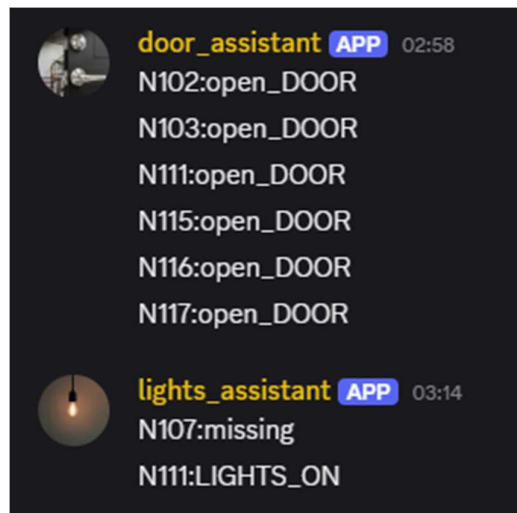 door_assistant APP 02:58
N102:open_DOOR
N103:open_DOOR
N111:open_DOOR
N115:open_DOOR
N116:open_DOOR
N117:open_DOOR
lights_assistant APP 03:14
N107:missing
N111:LIGHTS_ON